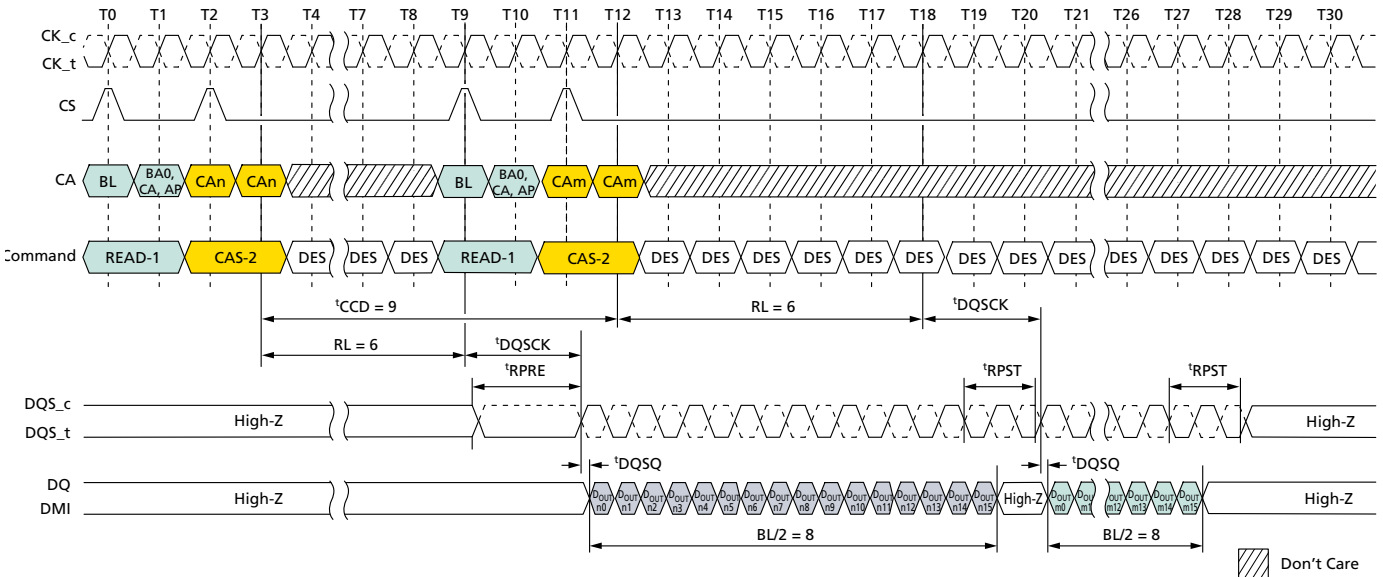 T0 T1 T2 T3 T4 T7 T8 T9 T10 T11 T12 T13 T14 T15 T16 T17 T18 T19 T20 T21 T26 T27 T28 T29 T30
CK_c
CK_t
CS
CA BL BA0, CA, AP CAn CAn BL BA0, CA, AP CAm CAm
Command READ-1 CAS-2 DES DES DES READ-1 CAS-2 DES DES DES DES DES DES DES DES DES DES DES DES DES DES
tCCD = 9 RL = 6 tDQSCK
RL = 6 tDQSCK
tRPRE tRPST tRPST
DQS_c
DQS_t
High-Z High-Z
tDQSQ tDQSQ
DQ
DMI
High-Z DOUT n0 DOUT n1 DOUT n2 DOUT n3 DOUT n4 DOUT n5 DOUT n6 DOUT n7 DOUT n8 DOUT n9 DOUT n10 DOUT n11 DOUT n12 DOUT n13 DOUT n14 DOUT n15 High-Z DOUT m0 DOUT m1 OUT m12 DOUT m13 DOUT m14 DOUT m15 High-Z
BL/2 = 8 BL/2 = 8
Don't Care